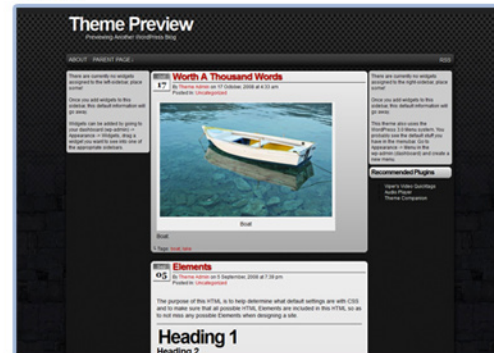 Theme Preview
Previewing Another WordPress Blog
ABOUT PARENT PAGE
RSS
There are currently no widgets
assigned to the left-sidebar, place
some!
Once you add widgets to this
sidebar, this default information will
go away.
Widgets can be added by going to
your dashboard (wp-admin) ->
Appearance -> Widgets, drag a
widget you want to see into one of
the appropriate sidebars.
17
Worth A Thousand Words
By Theme Admin on 17 October, 2008 at 4:33 am
Posted In: Uncategorized
Boat
Boat.
Tags: boat, lake
05
Elements
By Theme Admin on 5 September, 2008 at 7:39 pm
Posted In: Uncategorized
The purpose of this HTML is to help determine what default settings are with CSS
and to make sure that all possible HTML Elements are included in this HTML so as
to not miss any possible Elements when designing a site.
Heading 1
Heading 2
There are currently no widgets
assigned to the right-sidebar, place
some!
Once you add widgets to this
sidebar, this default information will
go away.
This theme also uses the
WordPress 3.0 Menu system. You
probably see the default stuff you
have in the menubar. Go to
Appearance -> Menu in the
wp-admin (dashboard) and create a
new menu.
Recommended Plugins
Viper's Video Quicktags
Audio Player
Theme Companion